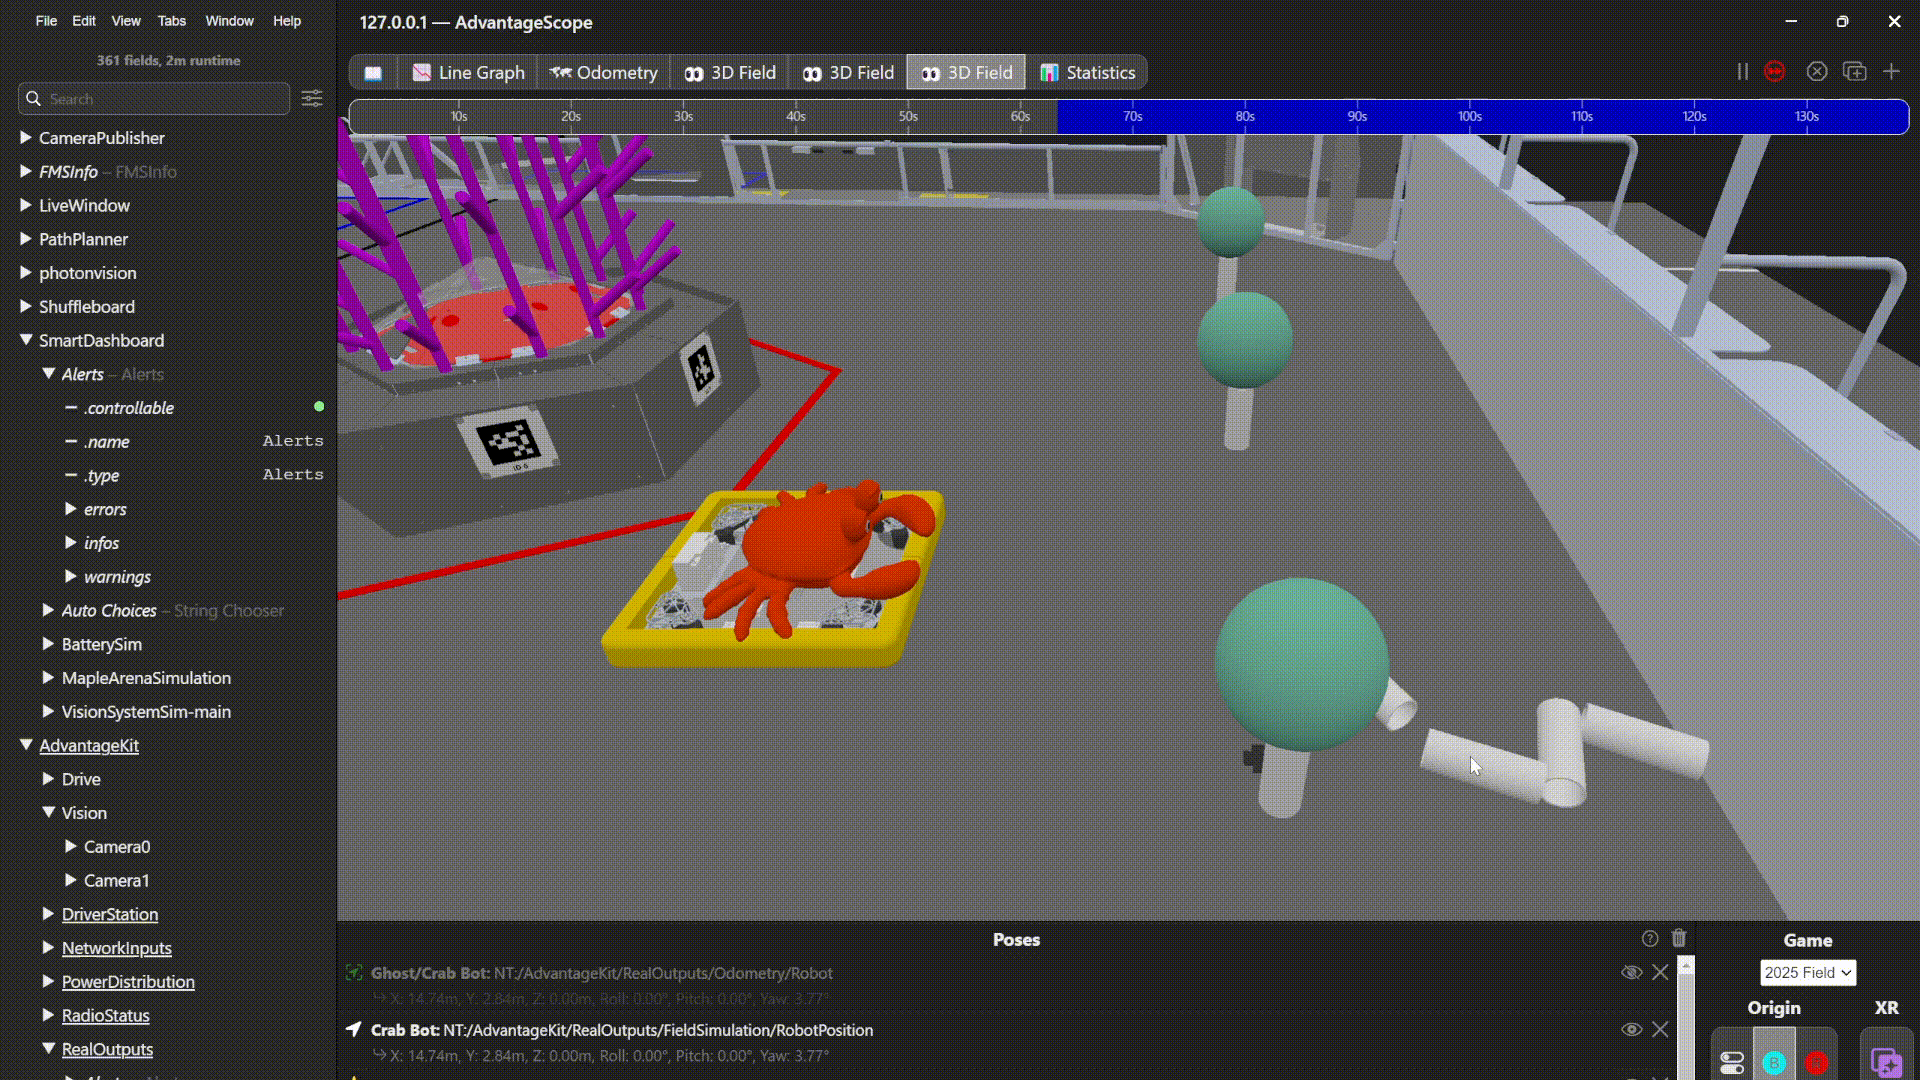 File Edit View Tabs Window Help
127.0.0.1 — AdvantageScope
361 fields, 2m runtime
Search
Line Graph
Odometry
3D Field
3D Field
3D Field
Statistics
10s 20s 30s 40s 50s 60s 70s 80s 90s 100s 110s 120s 130s
CameraPublisher
FMSInfo – FMSInfo
LiveWindow
PathPlanner
photonvision
Shuffleboard
SmartDashboard
Alerts – Alerts
.controllable
.name Alerts
.type Alerts
errors
infos
warnings
Auto Choices – String Chooser
BatterySim
MapleArenaSimulation
VisionSystemSim-main
AdvantageKit
Drive
Vision
Camera0
Camera1
DriverStation
NetworkInputs
PowerDistribution
RadioStatus
RealOutputs
Poses
Ghost/Crab Bot: NT:/AdvantageKit/RealOutputs/Odometry/Robot
X: 14.74m, Y: 2.84m, Z: 0.00m, Roll: 0.00°, Pitch: 0.00°, Yaw: 3.77°
Crab Bot: NT:/AdvantageKit/RealOutputs/FieldSimulation/RobotPosition
X: 14.74m, Y: 2.84m, Z: 0.00m, Roll: 0.00°, Pitch: 0.00°, Yaw: 3.77°
Game
2025 Field
Origin
XR
B